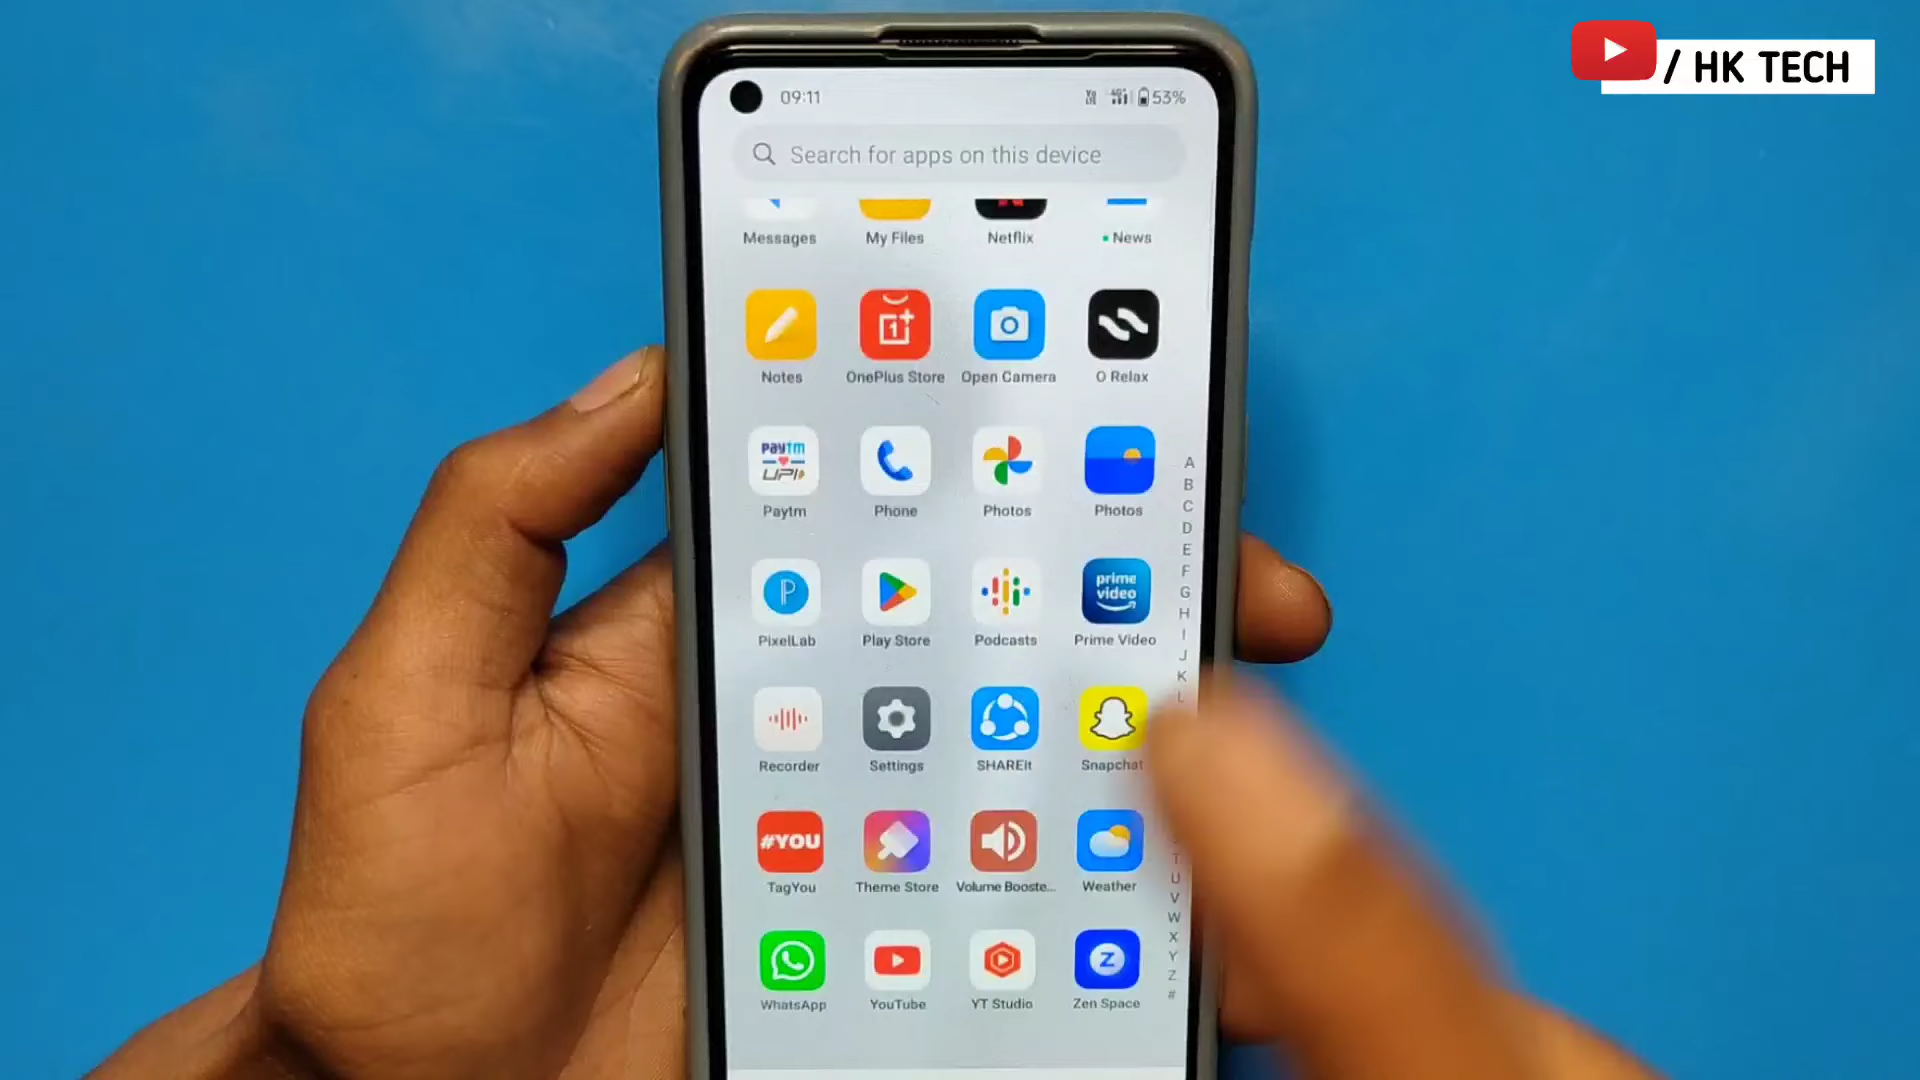 / HK TECH
09:11 53%
Search for apps on this device
Messages My Files Netflix News
1
Notes OnePlus Store Open Camera O Relax
paytm
UPI
Paytm Phone Photos Photos
P prime
video
PixelLab Play Store Podcasts Prime Video
Recorder Settings SHAREit Snapchat
#YOU
TagYou Theme Store Volume Booste... Weather
Z
WhatsApp YouTube YT Studio Zen Space
A
B
C
D
E
F
G
H
I
J
K
L
T
U
V
W
X
Y
Z
#